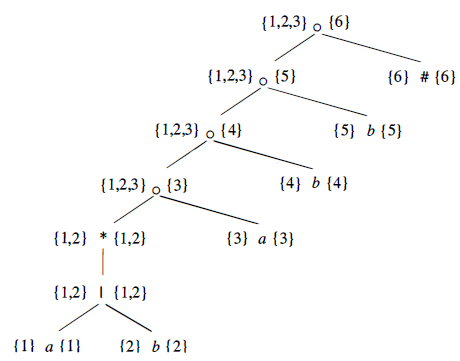 {1,2,3} {6}
{1,2,3} {5} {6} # {6}
{1,2,3} {4} {5} b {5}
{1,2,3} {3} {4} b {4}
{1,2} * {1,2} {3} a {3}
{1,2} | {1,2}
{1} a {1} {2} b {2}